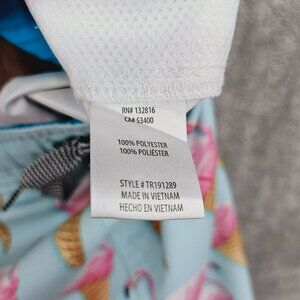 RN# 132816
CA# 53400
100% POLYESTER
100% POLIÉSTER
STYLE # TR191289
MADE IN VIETNAM
HECHO EN VIETNAM